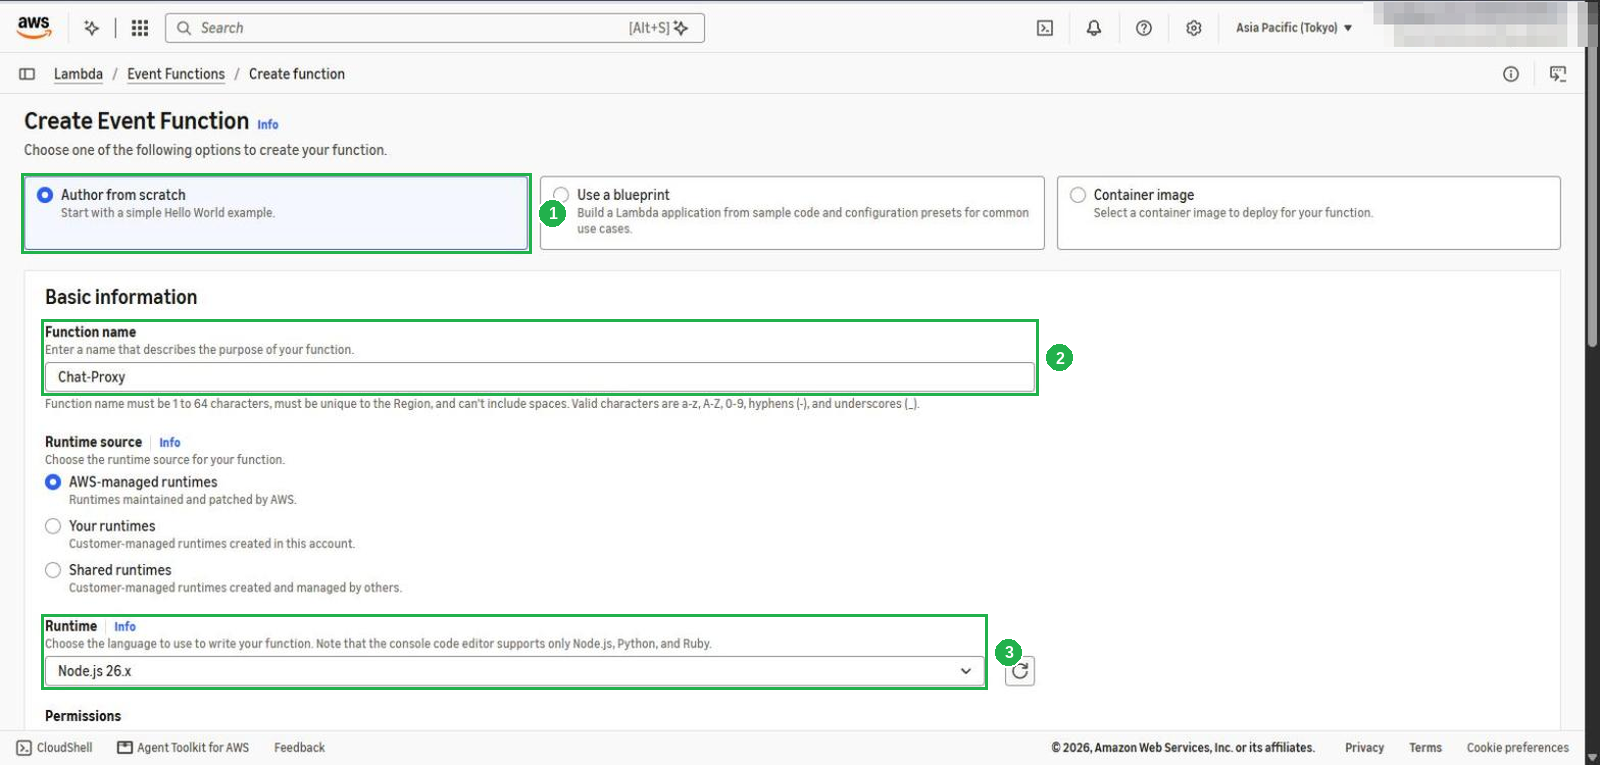 aws
Search [Alt+S]
Asia Pacific (Tokyo)
Lambda / Event Functions / Create function
Create Event Function Info
Choose one of the following options to create your function.
Author from scratch
Start with a simple Hello World example.
1
Use a blueprint
Build a Lambda application from sample code and configuration presets for common
use cases.
Container image
Select a container image to deploy for your function.
Basic information
Function name
Enter a name that describes the purpose of your function.
Chat-Proxy
2
Function name must be 1 to 64 characters, must be unique to the Region, and can't include spaces. Valid characters are a-z, A-Z, 0-9, hyphens (-), and underscores (_).
Runtime source Info
Choose the runtime source for your function.
AWS-managed runtimes
Runtimes maintained and patched by AWS.
Your runtimes
Customer-managed runtimes created in this account.
Shared runtimes
Customer-managed runtimes created and managed by others.
Runtime Info
Choose the language to use to write your function. Note that the console code editor supports only Node.js, Python, and Ruby.
Node.js 26.x
3
Permissions
CloudShell Agent Toolkit for AWS Feedback
© 2026, Amazon Web Services, Inc. or its affiliates. Privacy Terms Cookie preferences